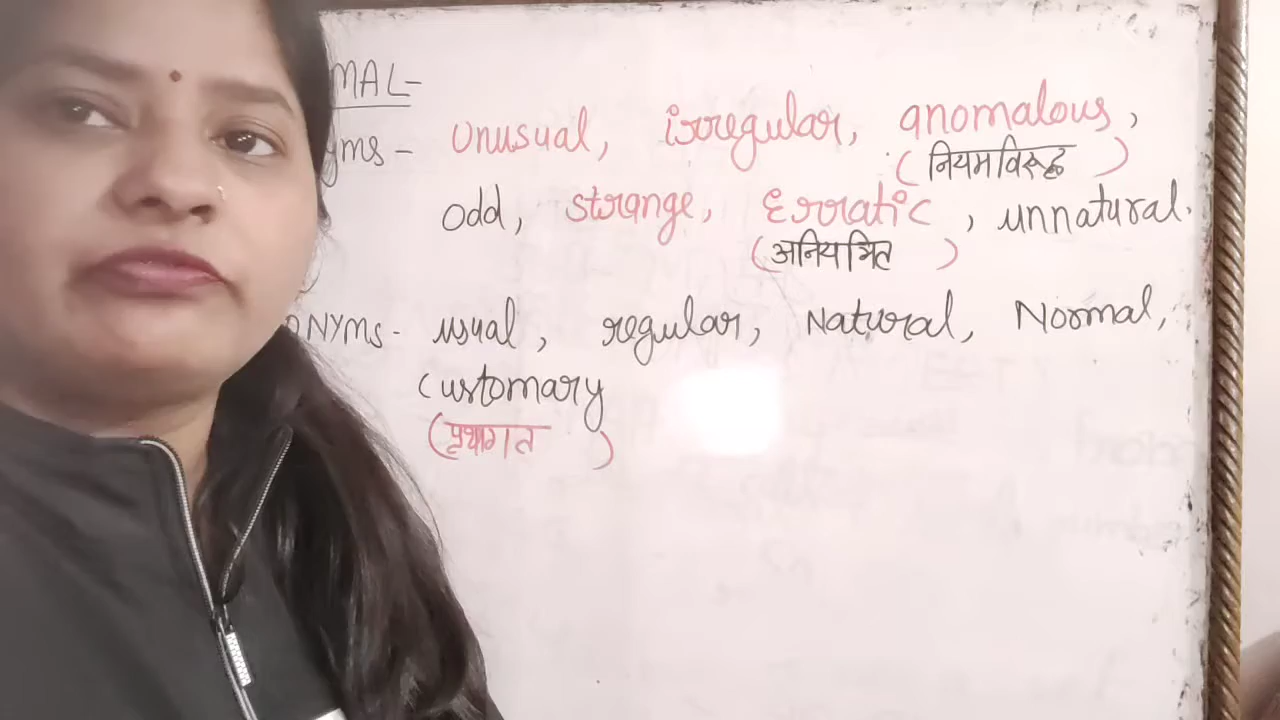 MAL-
yms - Unusual, irregular, anomalous,
(नियमविरूद्ध)
odd, strange, Erratic, unnatural.
(अनियमित)
ONYMS- usual, regular, Natural, Normal,
Customary
(प्रथागत)